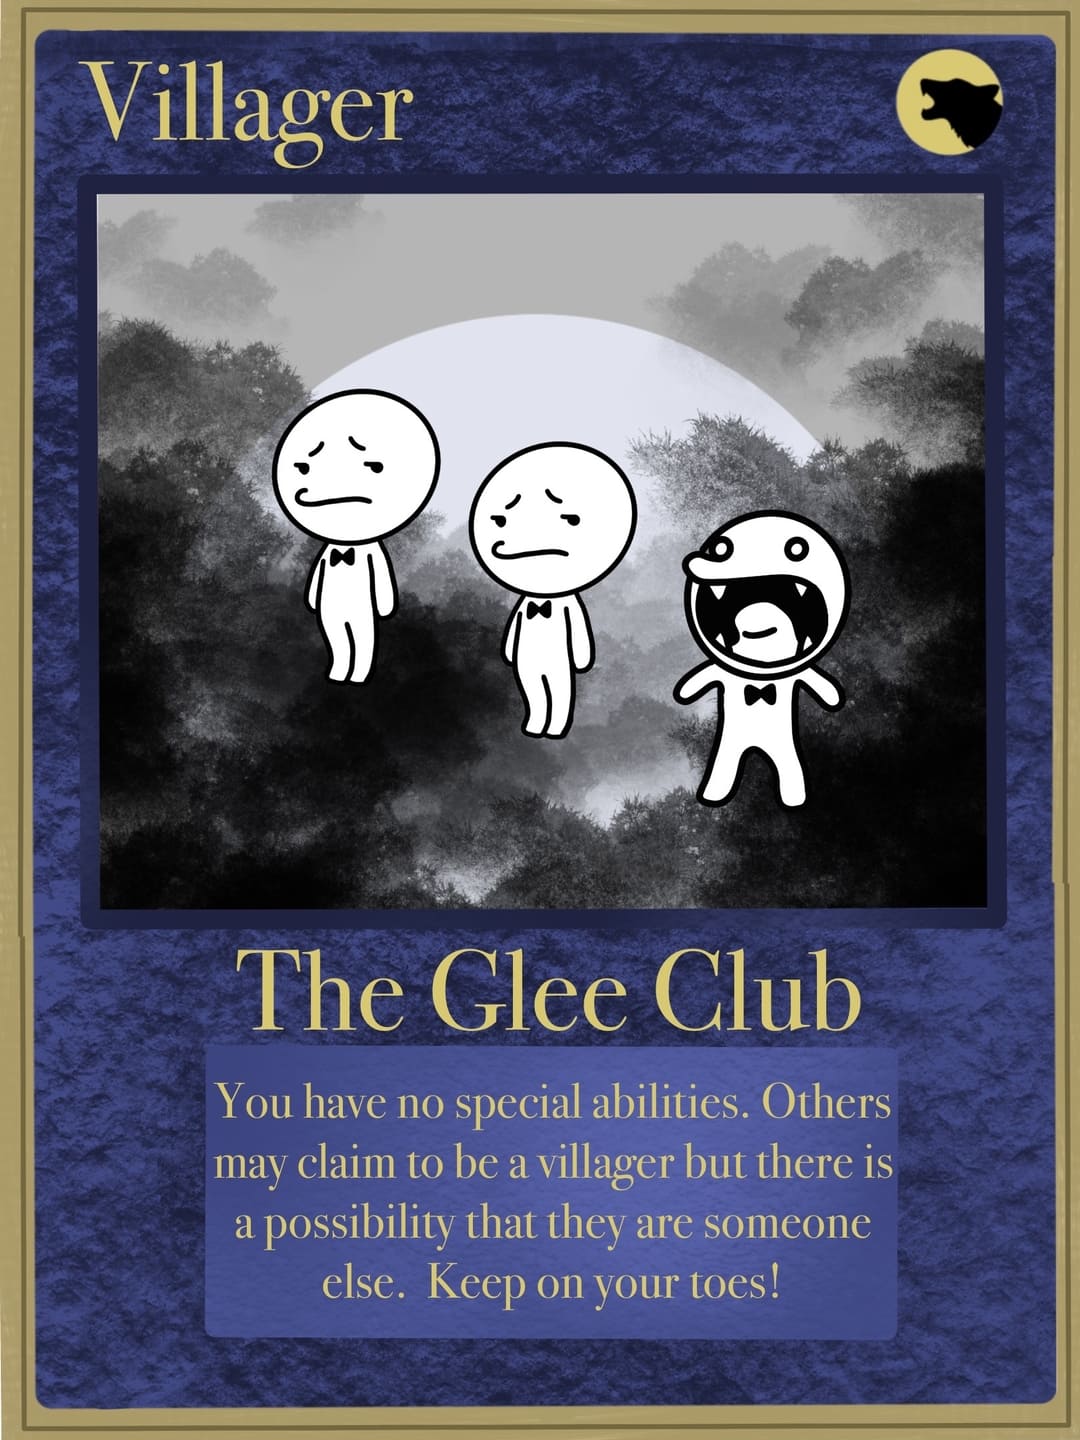 Villager
The Glee Club
You have no special abilities. Others
may claim to be a villager but there is
a possibility that they are someone
else.  Keep on your toes!